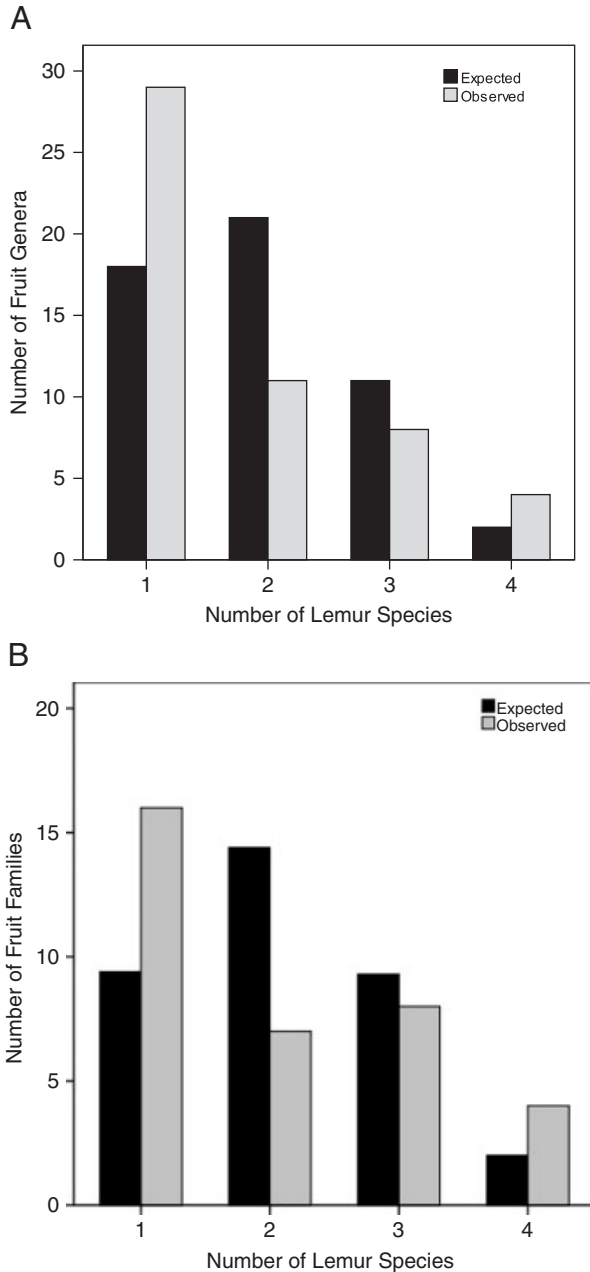 A
Expected
Observed
Number of Fruit Genera
30
25
20
15
10
5
0
1 2 3 4
Number of Lemur Species
B
Expected
Observed
Number of Fruit Families
20
15
10
5
0
1 2 3 4
Number of Lemur Species